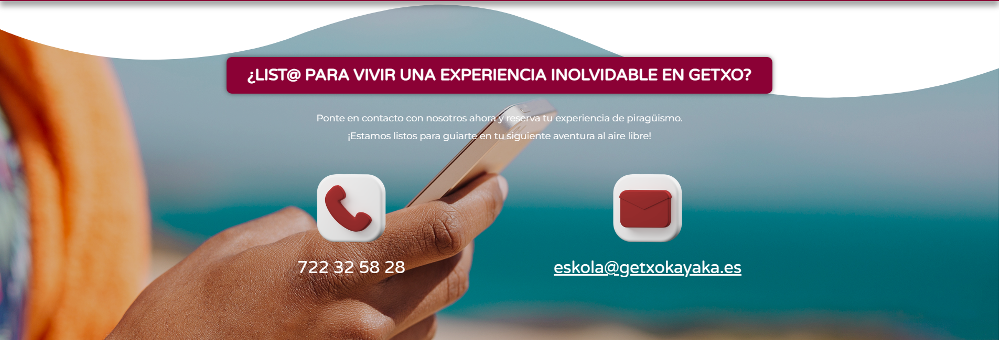 ¿LIST@ PARA VIVIR UNA EXPERIENCIA INOLVIDABLE EN GETXO?
Ponte en contacto con nosotros ahora y reserva tu experiencia de piragüismo.
¡Estamos listos para guiarte en tu siguiente aventura al aire libre!
722 32 58 28
eskola@getxokayaka.es